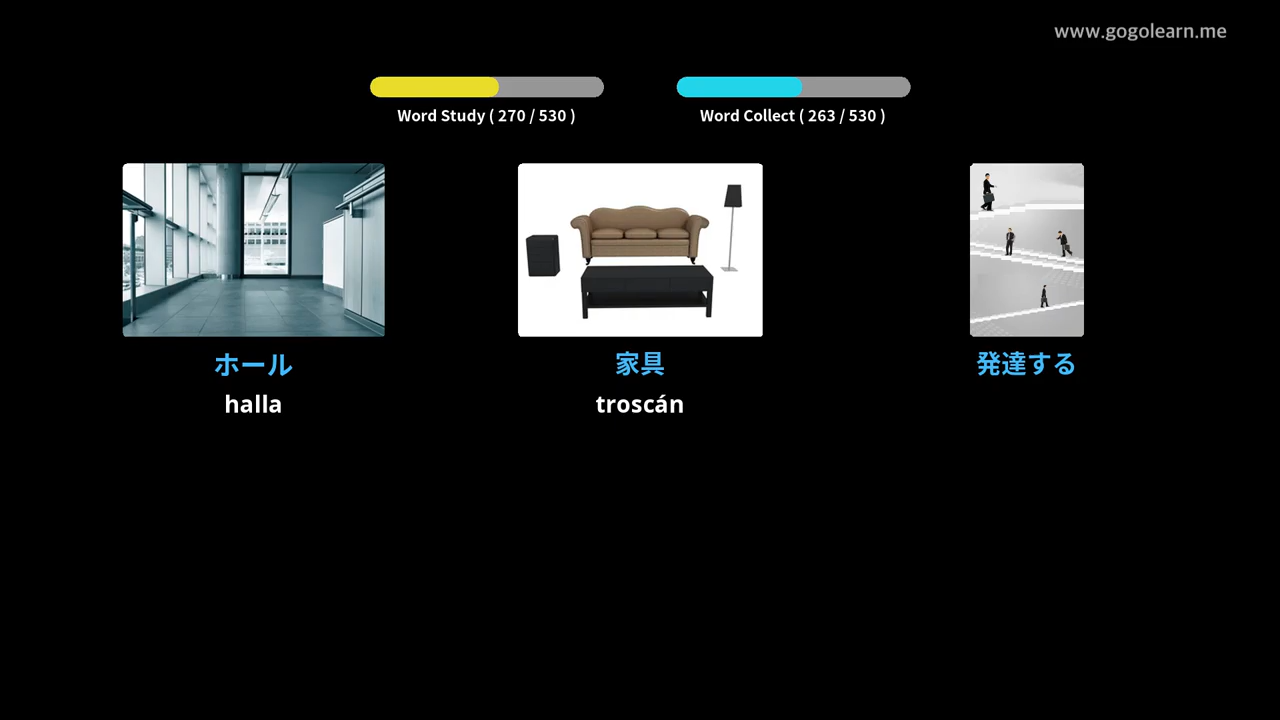 www.gogolearn.me
Word Study ( 270 / 530 )
Word Collect ( 263 / 530 )
ホール
家具
発達する
halla
troscán